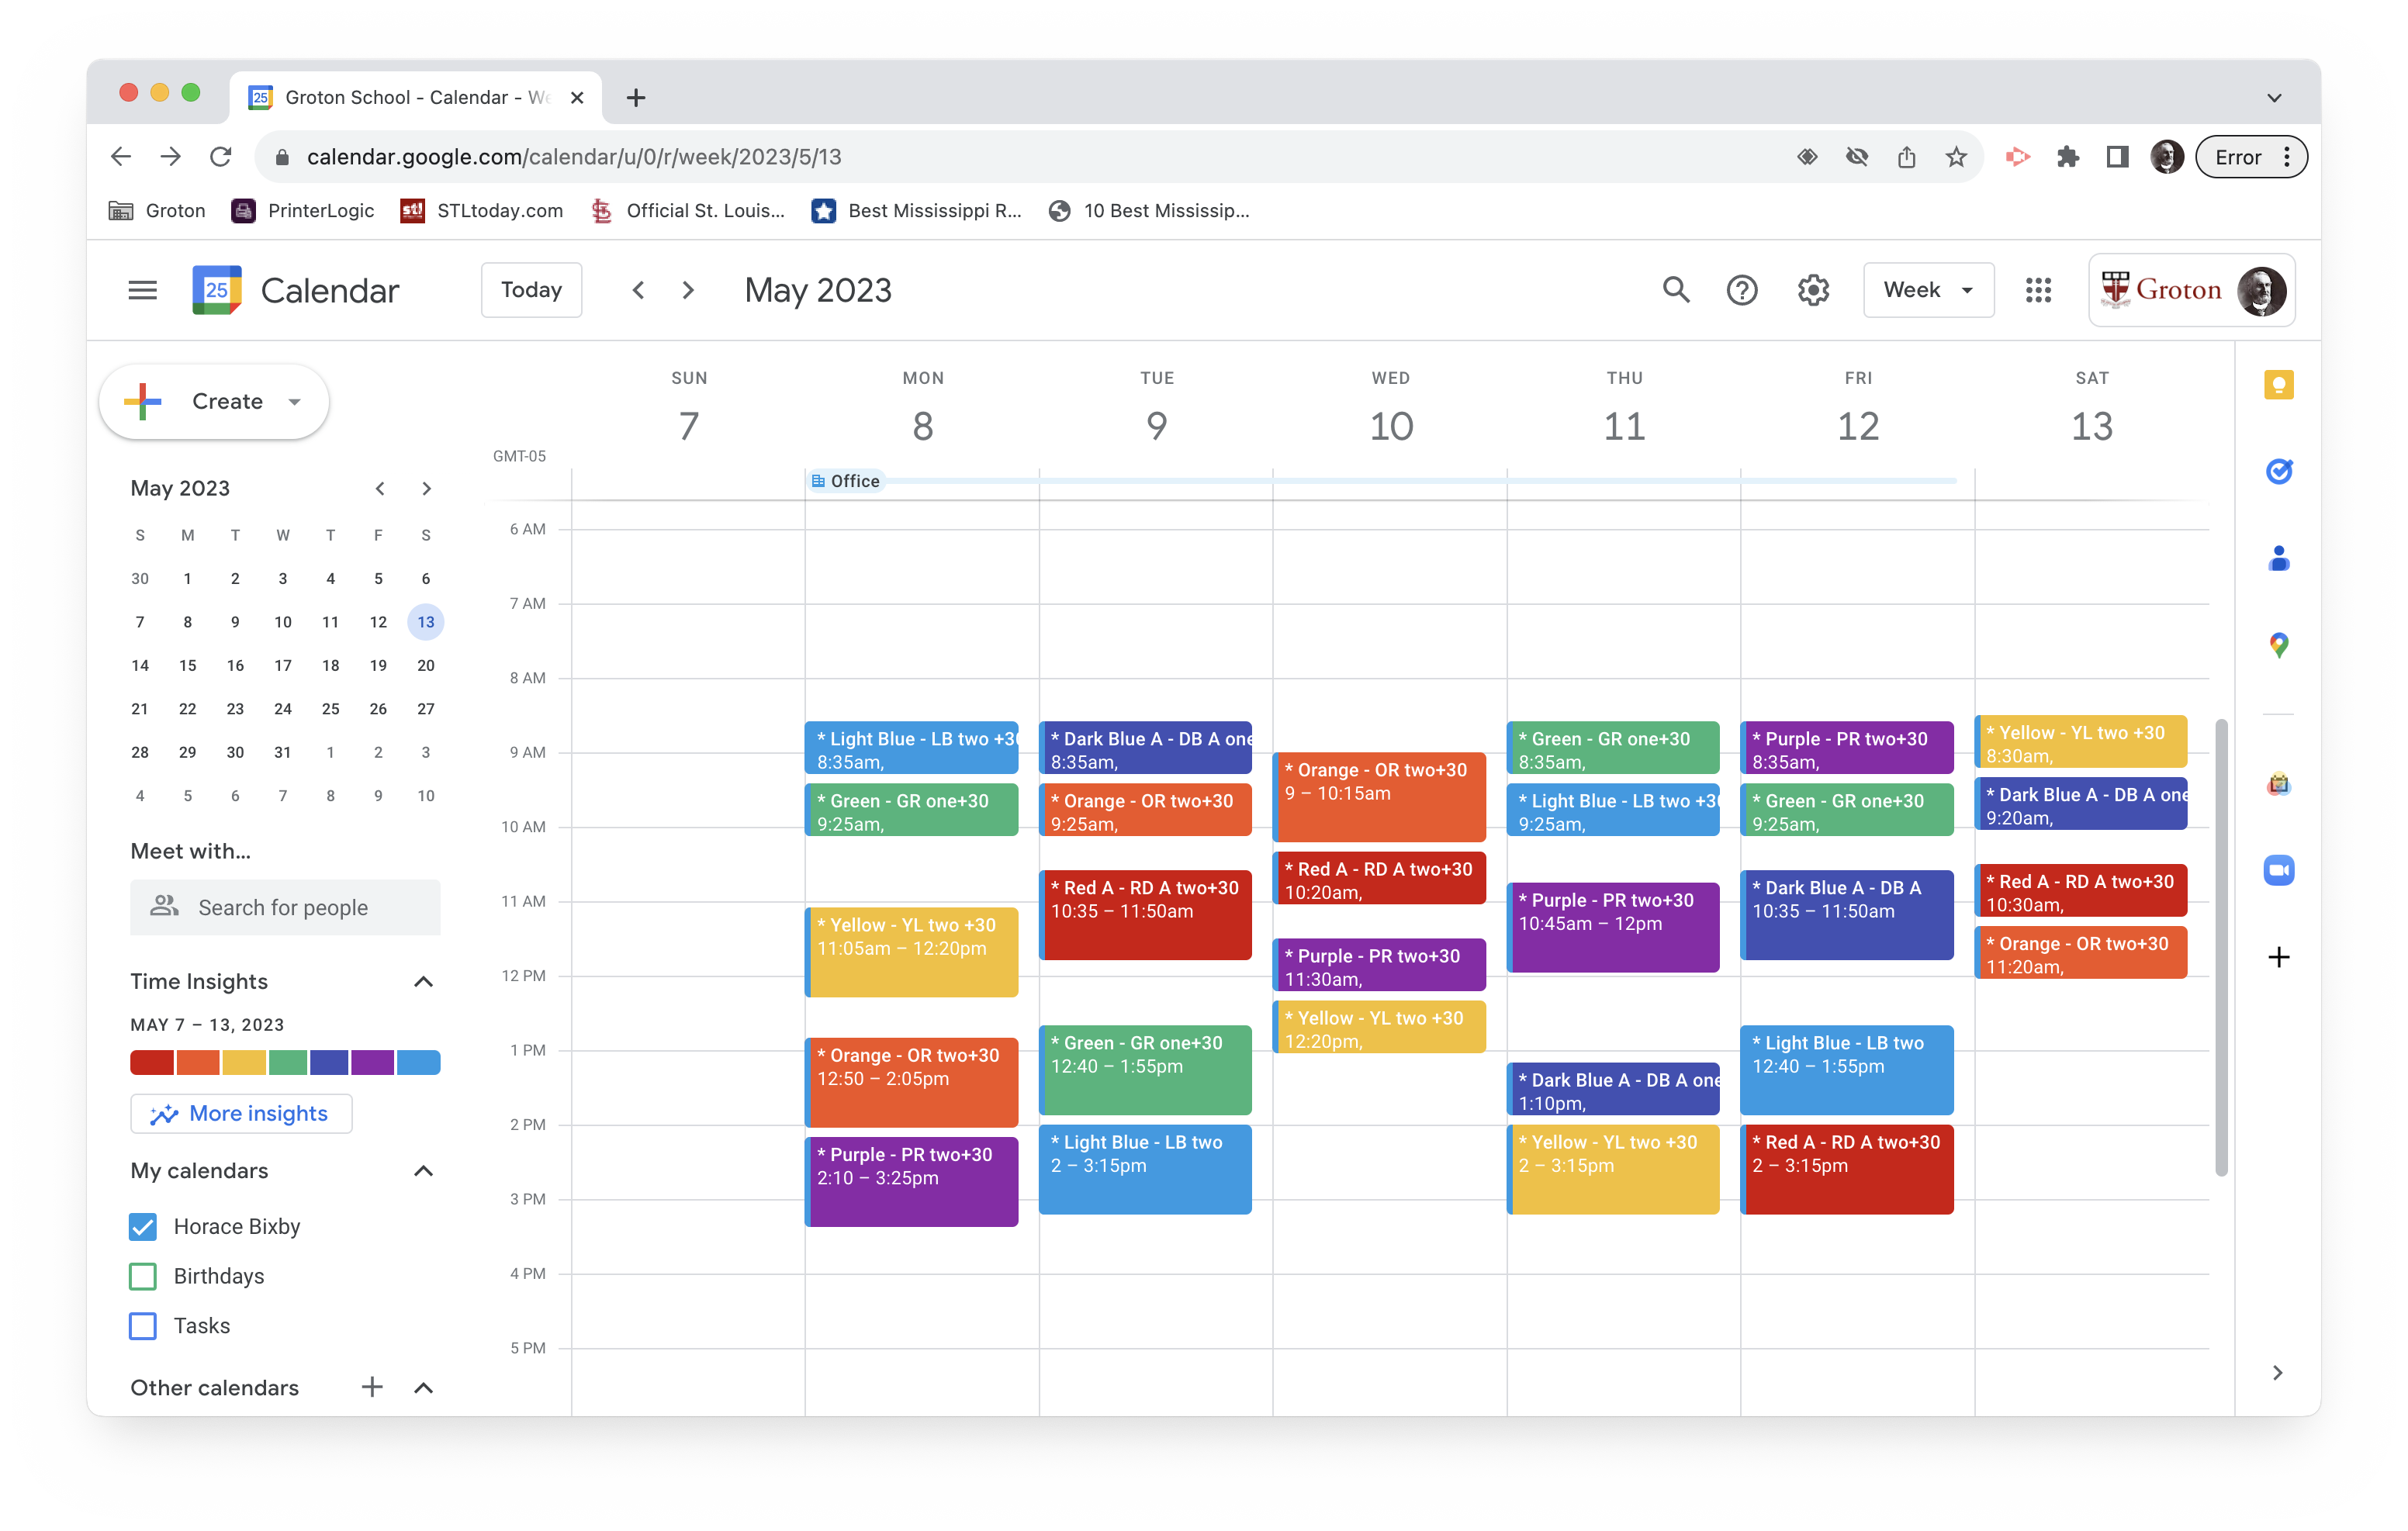 25
Groton School - Calendar - We
calendar.google.com/calendar/u/0/r/week/2023/5/13
Error
Groton
PrinterLogic
stl
STLtoday.com
Official St. Louis...
Best Mississippi R...
10 Best Mississip...
25
Calendar
Today
May 2023
Week
Groton
Create
May 2023
S M T W T F S
30 1 2 3 4 5 6
7 8 9 10 11 12 13
14 15 16 17 18 19 20
21 22 23 24 25 26 27
28 29 30 31 1 2 3
4 5 6 7 8 9 10
Meet with...
Search for people
Time Insights
MAY 7 – 13, 2023
More insights
My calendars
Horace Bixby
Birthdays
Tasks
Other calendars
SUN MON TUE WED THU FRI SAT
7 8 9 10 11 12 13
GMT-05
Office
6 AM
7 AM
8 AM
9 AM
10 AM
11 AM
12 PM
1 PM
2 PM
3 PM
4 PM
5 PM
* Light Blue - LB two +30
8:35am,
* Green - GR one+30
9:25am,
* Yellow - YL two +30
11:05am – 12:20pm
* Orange - OR two+30
12:50 – 2:05pm
* Purple - PR two+30
2:10 – 3:25pm
* Dark Blue A - DB A one
8:35am,
* Orange - OR two+30
9:25am,
* Red A - RD A two+30
10:35 – 11:50am
* Green - GR one+30
12:40 – 1:55pm
* Light Blue - LB two
2 – 3:15pm
* Orange - OR two+30
9 – 10:15am
* Red A - RD A two+30
10:20am,
* Purple - PR two+30
11:30am,
* Yellow - YL two +30
12:20pm,
* Green - GR one+30
8:35am,
* Light Blue - LB two +30
9:25am,
* Purple - PR two+30
10:45am – 12pm
* Dark Blue A - DB A one
1:10pm,
* Yellow - YL two +30
2 – 3:15pm
* Purple - PR two+30
8:35am,
* Green - GR one+30
9:25am,
* Dark Blue A - DB A
10:35 – 11:50am
* Light Blue - LB two
12:40 – 1:55pm
* Red A - RD A two+30
2 – 3:15pm
* Yellow - YL two +30
8:30am,
* Dark Blue A - DB A one
9:20am,
* Red A - RD A two+30
10:30am,
* Orange - OR two+30
11:20am,